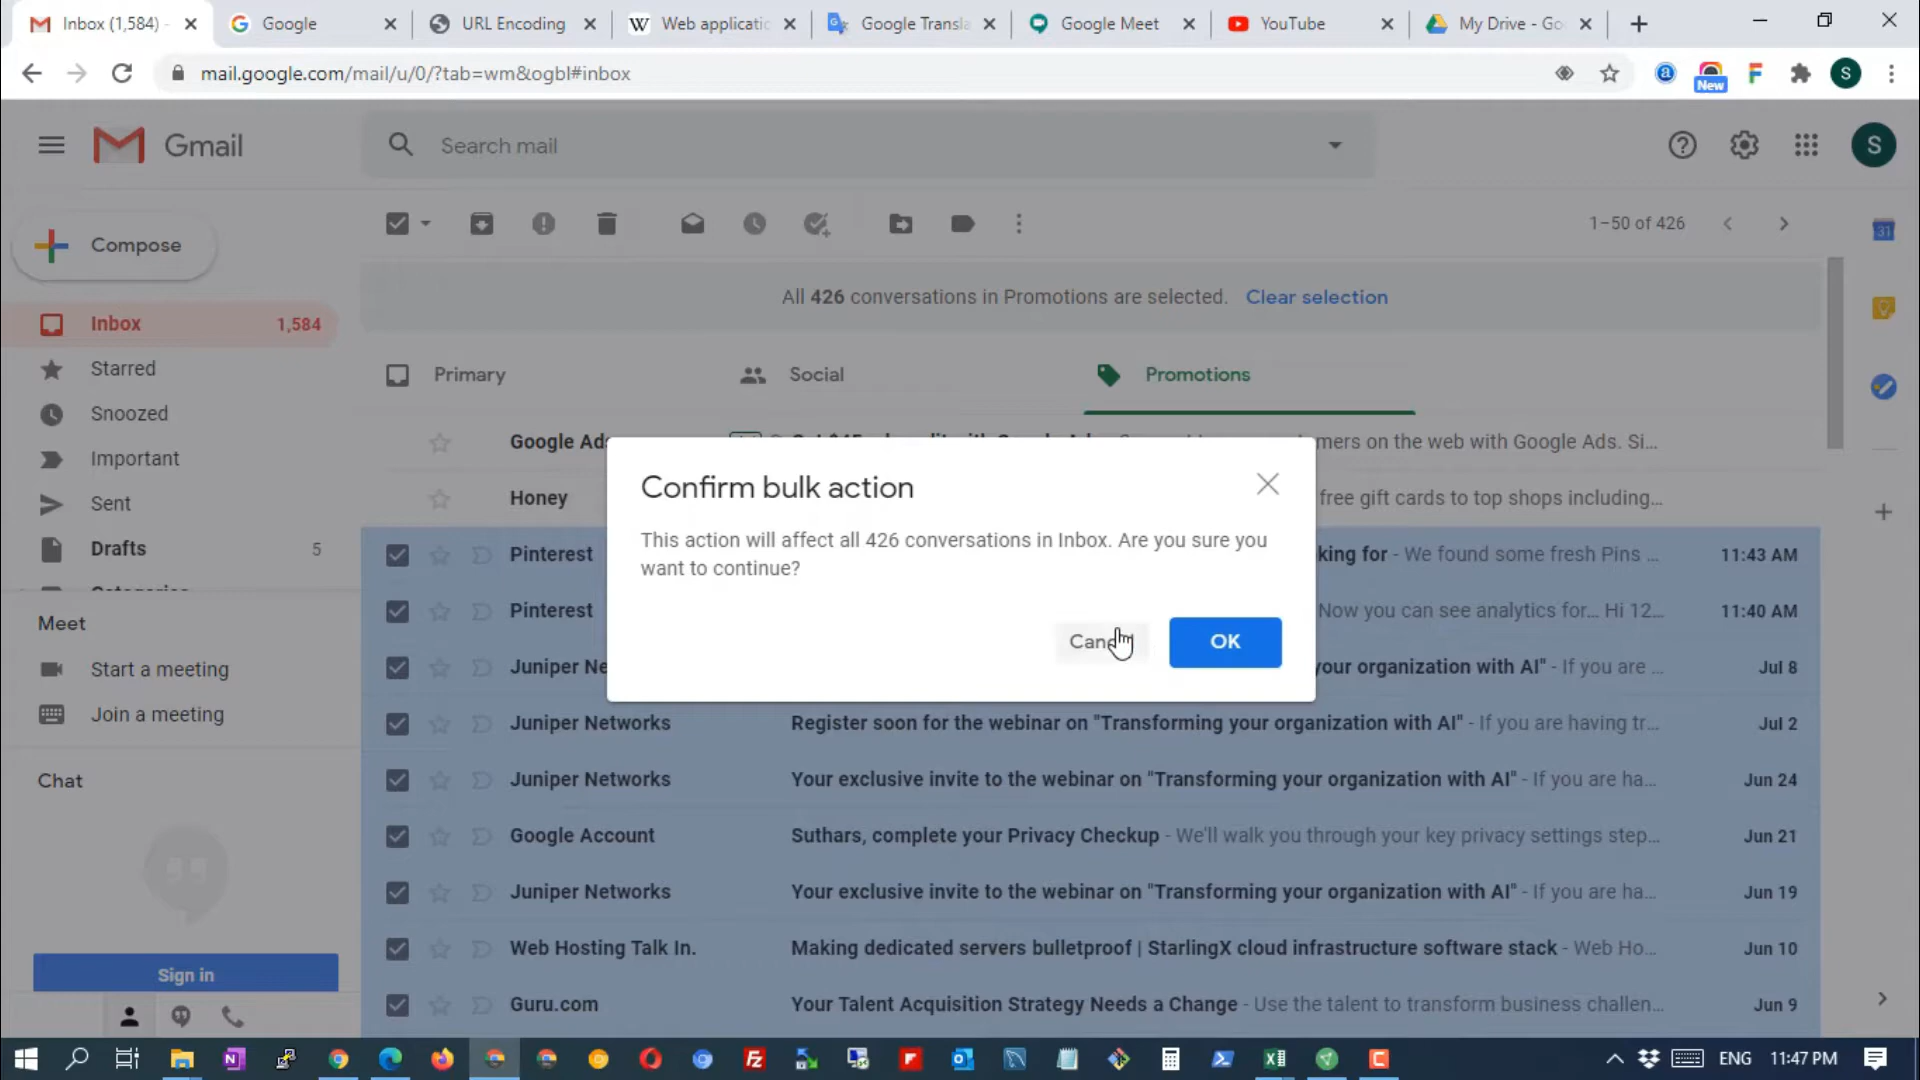 Inbox (1,584) -
Google
URL Encoding
Web applicatio
Google Transla
Google Meet
YouTube
My Drive - Go
mail.google.com/mail/u/0/?tab=wm&ogbl#inbox
New
S
Gmail
Search mail
S
Compose
1–50 of 426
31
All 426 conversations in Promotions are selected. Clear selection
Inbox 1,584
Starred
Snoozed
Important
Sent
Drafts 5
Primary
Social
Promotions
Google Ads
mers on the web with Google Ads. Si...
Honey
free gift cards to top shops including...
Confirm bulk action
This action will affect all 426 conversations in Inbox. Are you sure you
want to continue?
OK
Pinterest king for - We found some fresh Pins ... 11:43 AM
Pinterest Now you can see analytics for... Hi 12... 11:40 AM
Juniper Ne your organization with AI" - If you are ... Jul 8
Juniper Networks Register soon for the webinar on "Transforming your organization with AI" - If you are having tr... Jul 2
Juniper Networks Your exclusive invite to the webinar on "Transforming your organization with AI" - If you are ha... Jun 24
Google Account Suthars, complete your Privacy Checkup - We'll walk you through your key privacy settings step... Jun 21
Juniper Networks Your exclusive invite to the webinar on "Transforming your organization with AI" - If you are ha... Jun 19
Web Hosting Talk In. Making dedicated servers bulletproof | StarlingX cloud infrastructure software stack - Web Ho... Jun 10
Guru.com Your Talent Acquisition Strategy Needs a Change - Use the talent to transform business challen... Jun 9
Meet
Start a meeting
Join a meeting
Chat
Sign in
ENG 11:47 PM